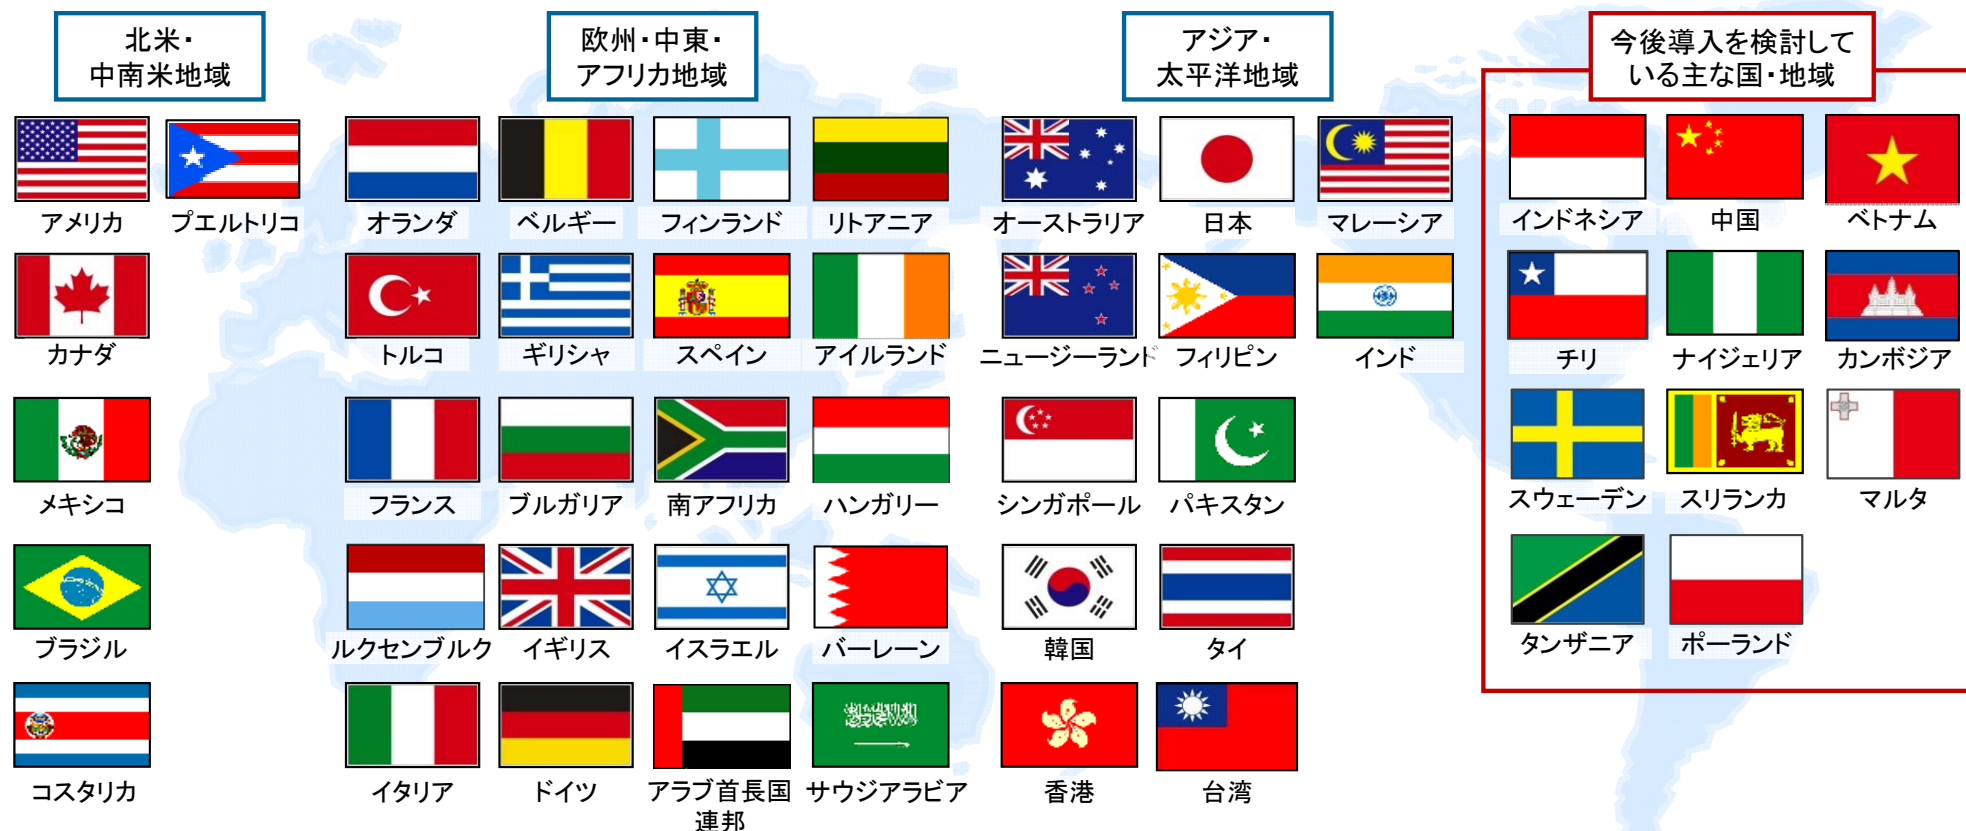 北米・
中南米地域
アメリカ
プエルトリコ
カナダ
メキシコ
ブラジル
コスタリカ
欧州・中東・
アフリカ地域
オランダ
ベルギー
フィンランド
リトアニア
トルコ
ギリシャ
スペイン
アイルランド
フランス
ブルガリア
南アフリカ
ハンガリー
ルクセンブルク
イギリス
イスラエル
バーレーン
イタリア
ドイツ
アラブ首長国
連邦
サウジアラビア
アジア・
太平洋地域
オーストラリア
日本
マレーシア
ニュージーランド
フィリピン
インド
シンガポール
パキスタン
韓国
タイ
香港
台湾
今後導入を検討して
いる主な国・地域
インドネシア
中国
ベトナム
チリ
ナイジェリア
カンボジア
スウェーデン
スリランカ
マルタ
タンザニア
ポーランド